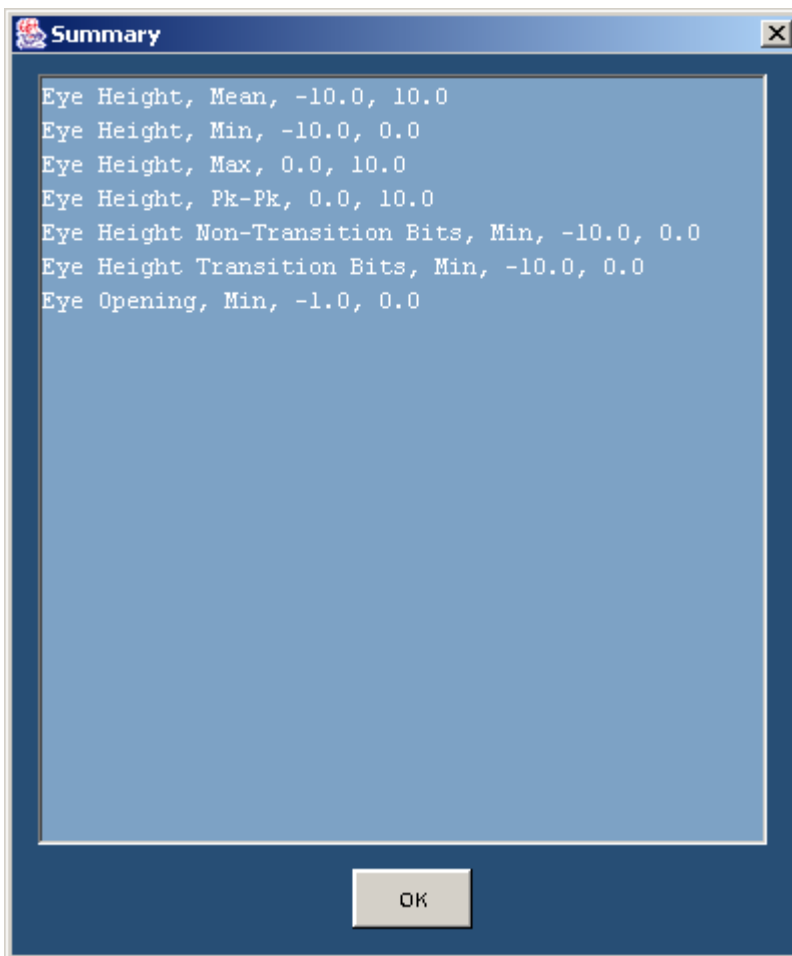 Summary
Eye Height, Mean, -10.0, 10.0
Eye Height, Min, -10.0, 0.0
Eye Height, Max, 0.0, 10.0
Eye Height, Pk-Pk, 0.0, 10.0
Eye Height Non-Transition Bits, Min, -10.0, 0.0
Eye Height Transition Bits, Min, -10.0, 0.0
Eye Opening, Min, -1.0, 0.0
OK